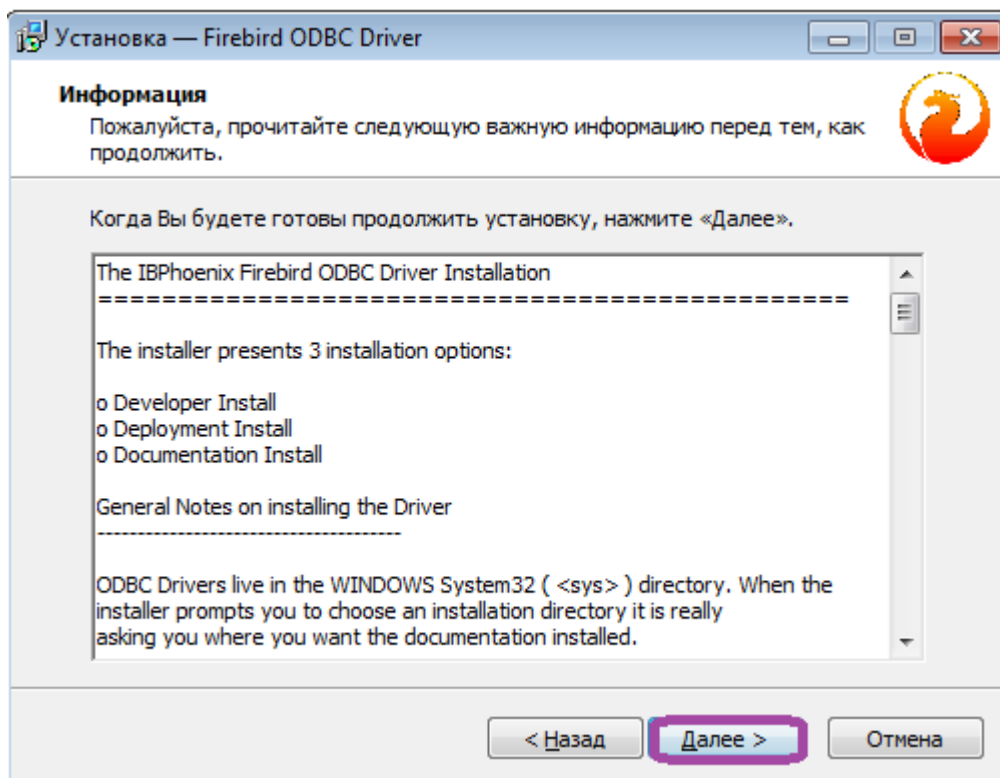 Установка — Firebird ODBC Driver
Информация
Пожалуйста, прочитайте следующую важную информацию перед тем, как
продолжить.
Когда Вы будете готовы продолжить установку, нажмите «Далее».
The IBPhoenix Firebird ODBC Driver Installation
===============================================
The installer presents 3 installation options:
o Developer Install
o Deployment Install
o Documentation Install
General Notes on installing the Driver
--------------------------------------
ODBC Drivers live in the WINDOWS System32 ( <sys> ) directory. When the
installer prompts you to choose an installation directory it is really
asking you where you want the documentation installed.
< Назад
Далее >
Отмена